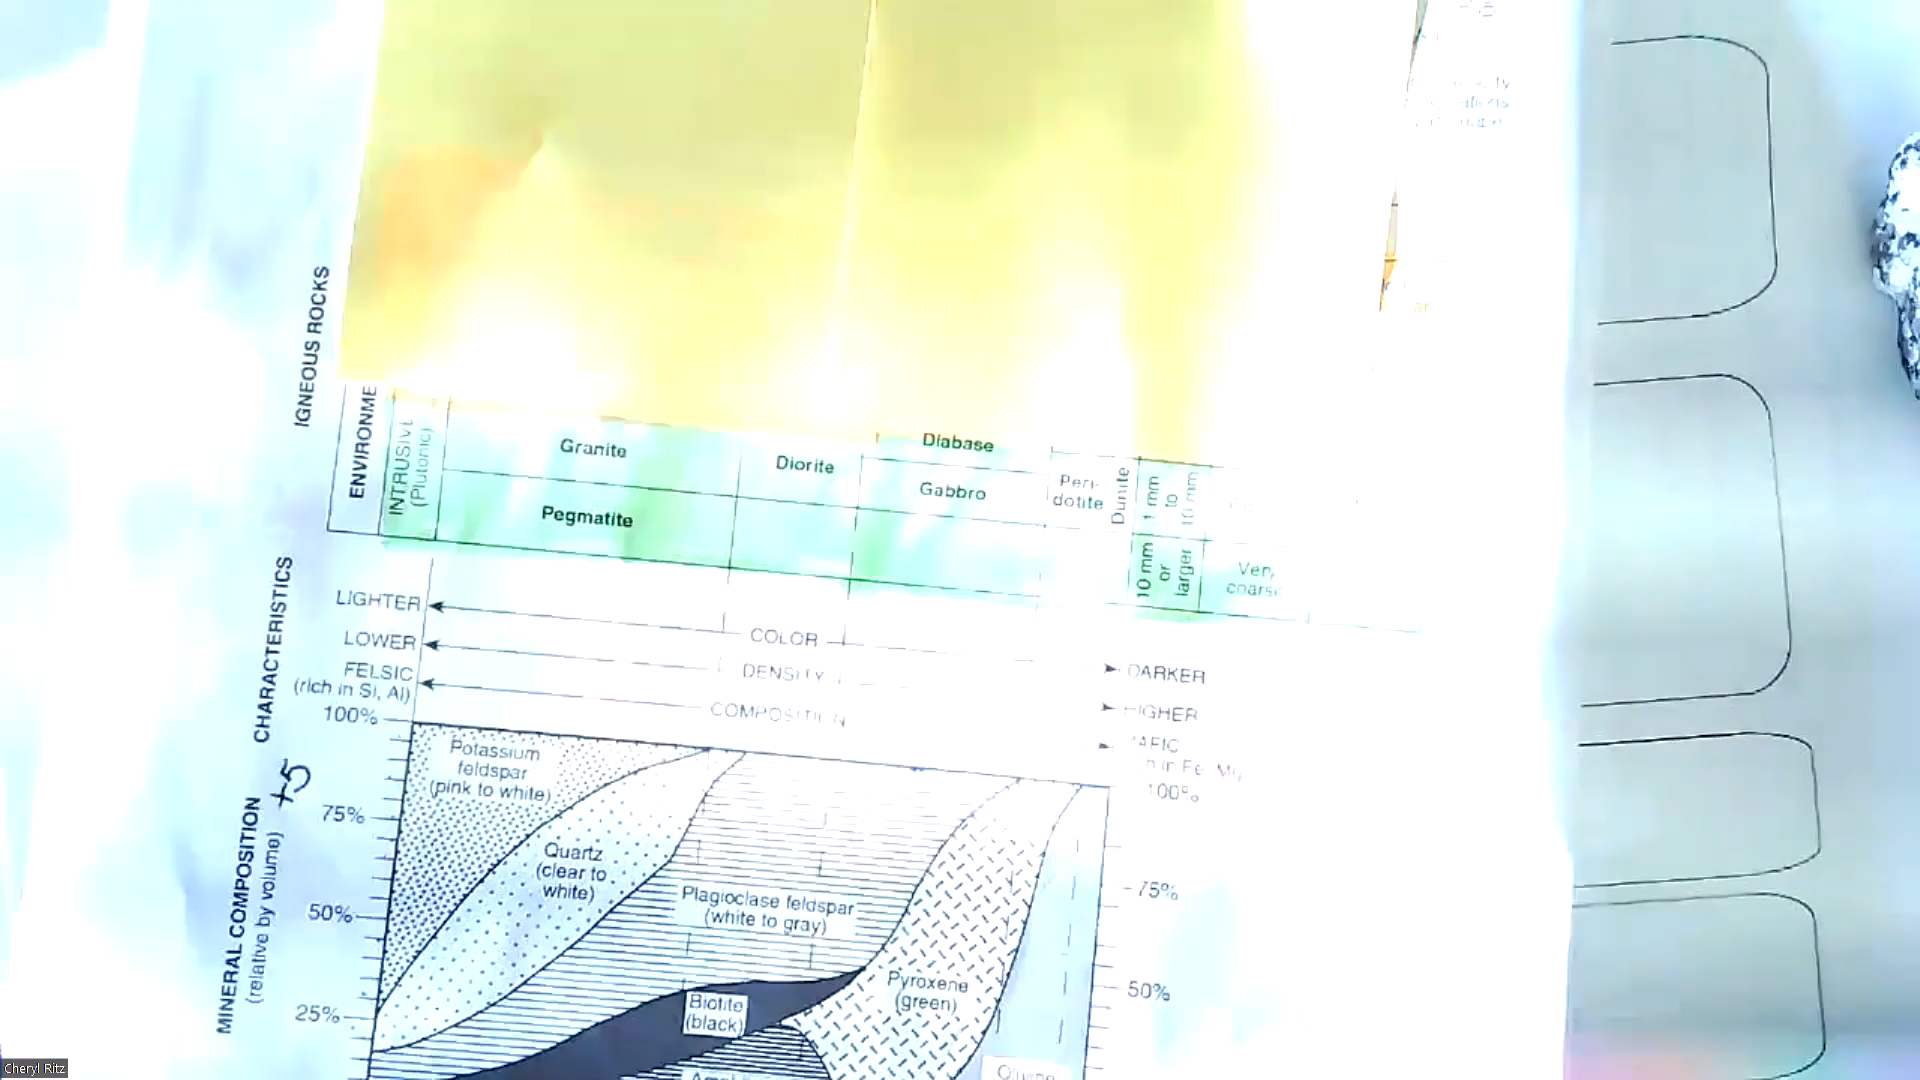 IGNEOUS ROCKS
ENVIRONME
INTRUSIVE
(Plutonic)
Granite
Diorite
Diabase
Gabbro
Peri-
dotite
Dunite
1 mm
to
10 mm
Pegmatite
10 mm
or
larger
Very
coarse
CHARACTERISTICS
LIGHTER
COLOR
DARKER
LOWER
DENSITY
HIGHER
FELSIC
(rich in Si, Al)
COMPOSITION
100%
100%
MINERAL COMPOSITION
(relative by volume)
+5
75%
50%
25%
75%
50%
Potassium
feldspar
(pink to white)
Quartz
(clear to
white)
Plagioclase feldspar
(white to gray)
Biotite
(black)
Pyroxene
(green)
Olivine
Cheryl Ritz